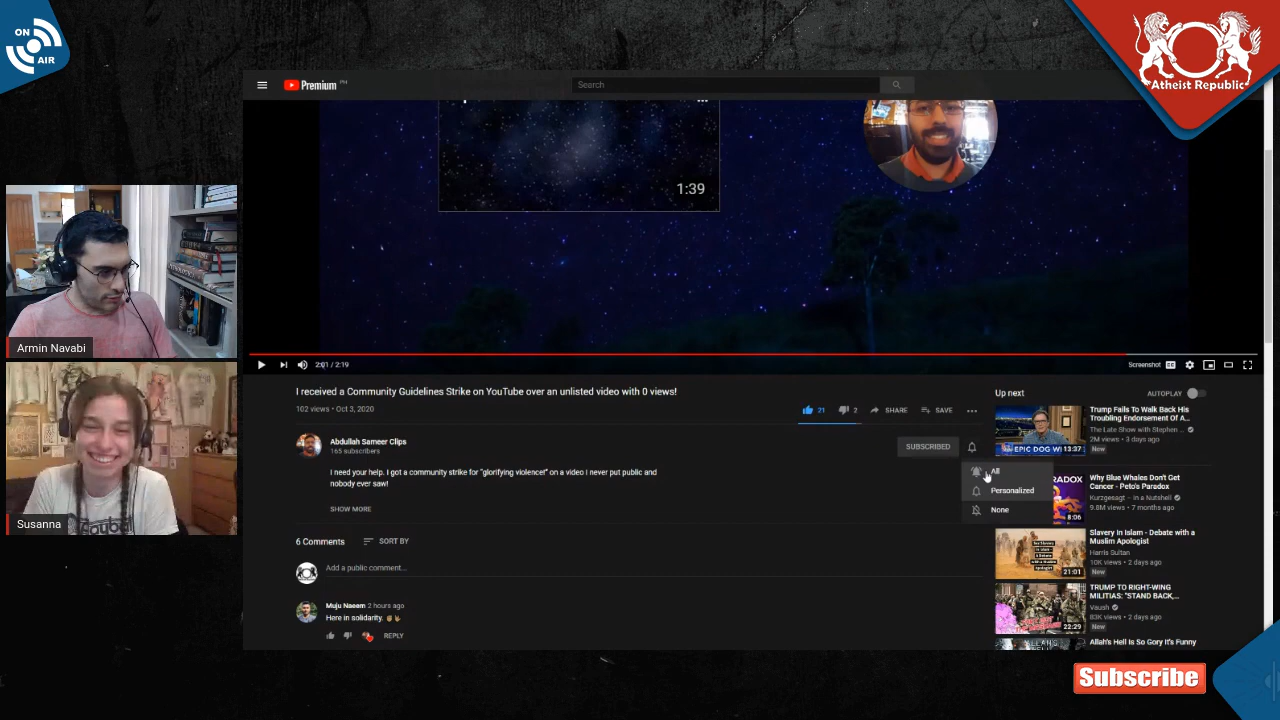 ON
AIR
Atheist Republic
Premium
PH
Search
1:39
Armin Navabi
Susanna
2:01 / 2:19
Screenshot
CC
I received a Community Guidelines Strike on YouTube over an unlisted video with 0 views!
102 views • Oct 3, 2020
21
2
SHARE
SAVE
Abdullah Sameer Clips
165 subscribers
SUBSCRIBED
I need your help. I got a community strike for "glorifying violence!" on a video I never put public and
nobody ever saw!
SHOW MORE
All
Personalized
None
6 Comments
SORT BY
Add a public comment...
Muju Naeem 2 hours ago
Here in solidarity.
REPLY
Up next
AUTOPLAY
EPIC DOG W
13:37
Trump Fails To Walk Back His
Troubling Endorsement Of A...
The Late Show with Stephen ...
2M views • 3 days ago
New
RADOX
8:06
Why Blue Whales Don't Get
Cancer - Peto's Paradox
Kurzgesagt – In a Nutshell
9.8M views • 7 months ago
21:01
Slavery In Islam - Debate with a
Muslim Apologist
Harris Sultan
10K views • 2 days ago
New
22:29
TRUMP TO RIGHT-WING
MILITIAS: "STAND BACK,...
Vaush
83K views • 2 days ago
New
Allah's Hell Is So Gory It's Funny
Subscribe